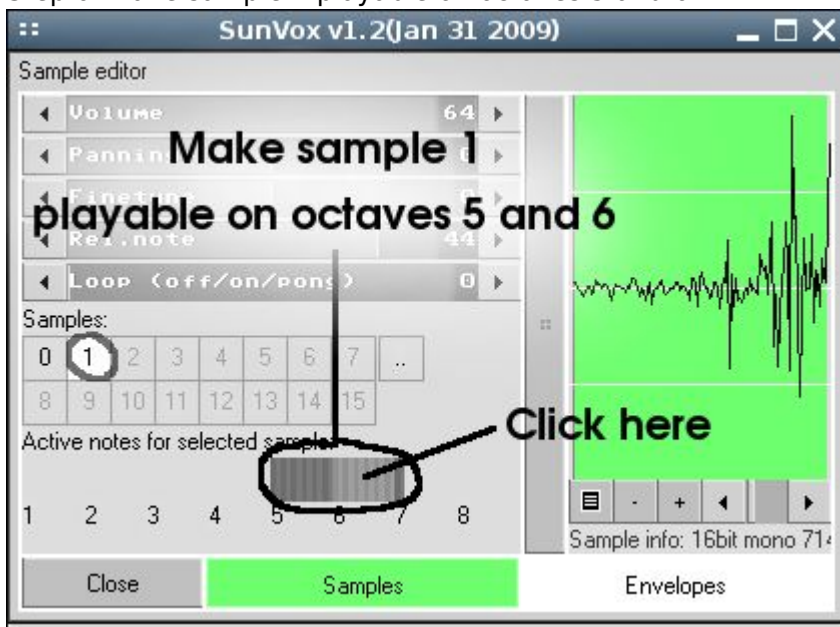 SunVox v1.2(Jan 31 2009)
Sample editor
Volume 64
Make sample 1
playable on octaves 5 and 6
Rel.note 44
Loop (off/on/pong) 0
Samples:
0 1 2 3 4 5 6 7 ..
8 9 10 11 12 13 14 15
Active notes for selected sample:
Click here
1 2 3 4 5 6 7 8
- +
Sample info: 16bit mono
Close Samples Envelopes